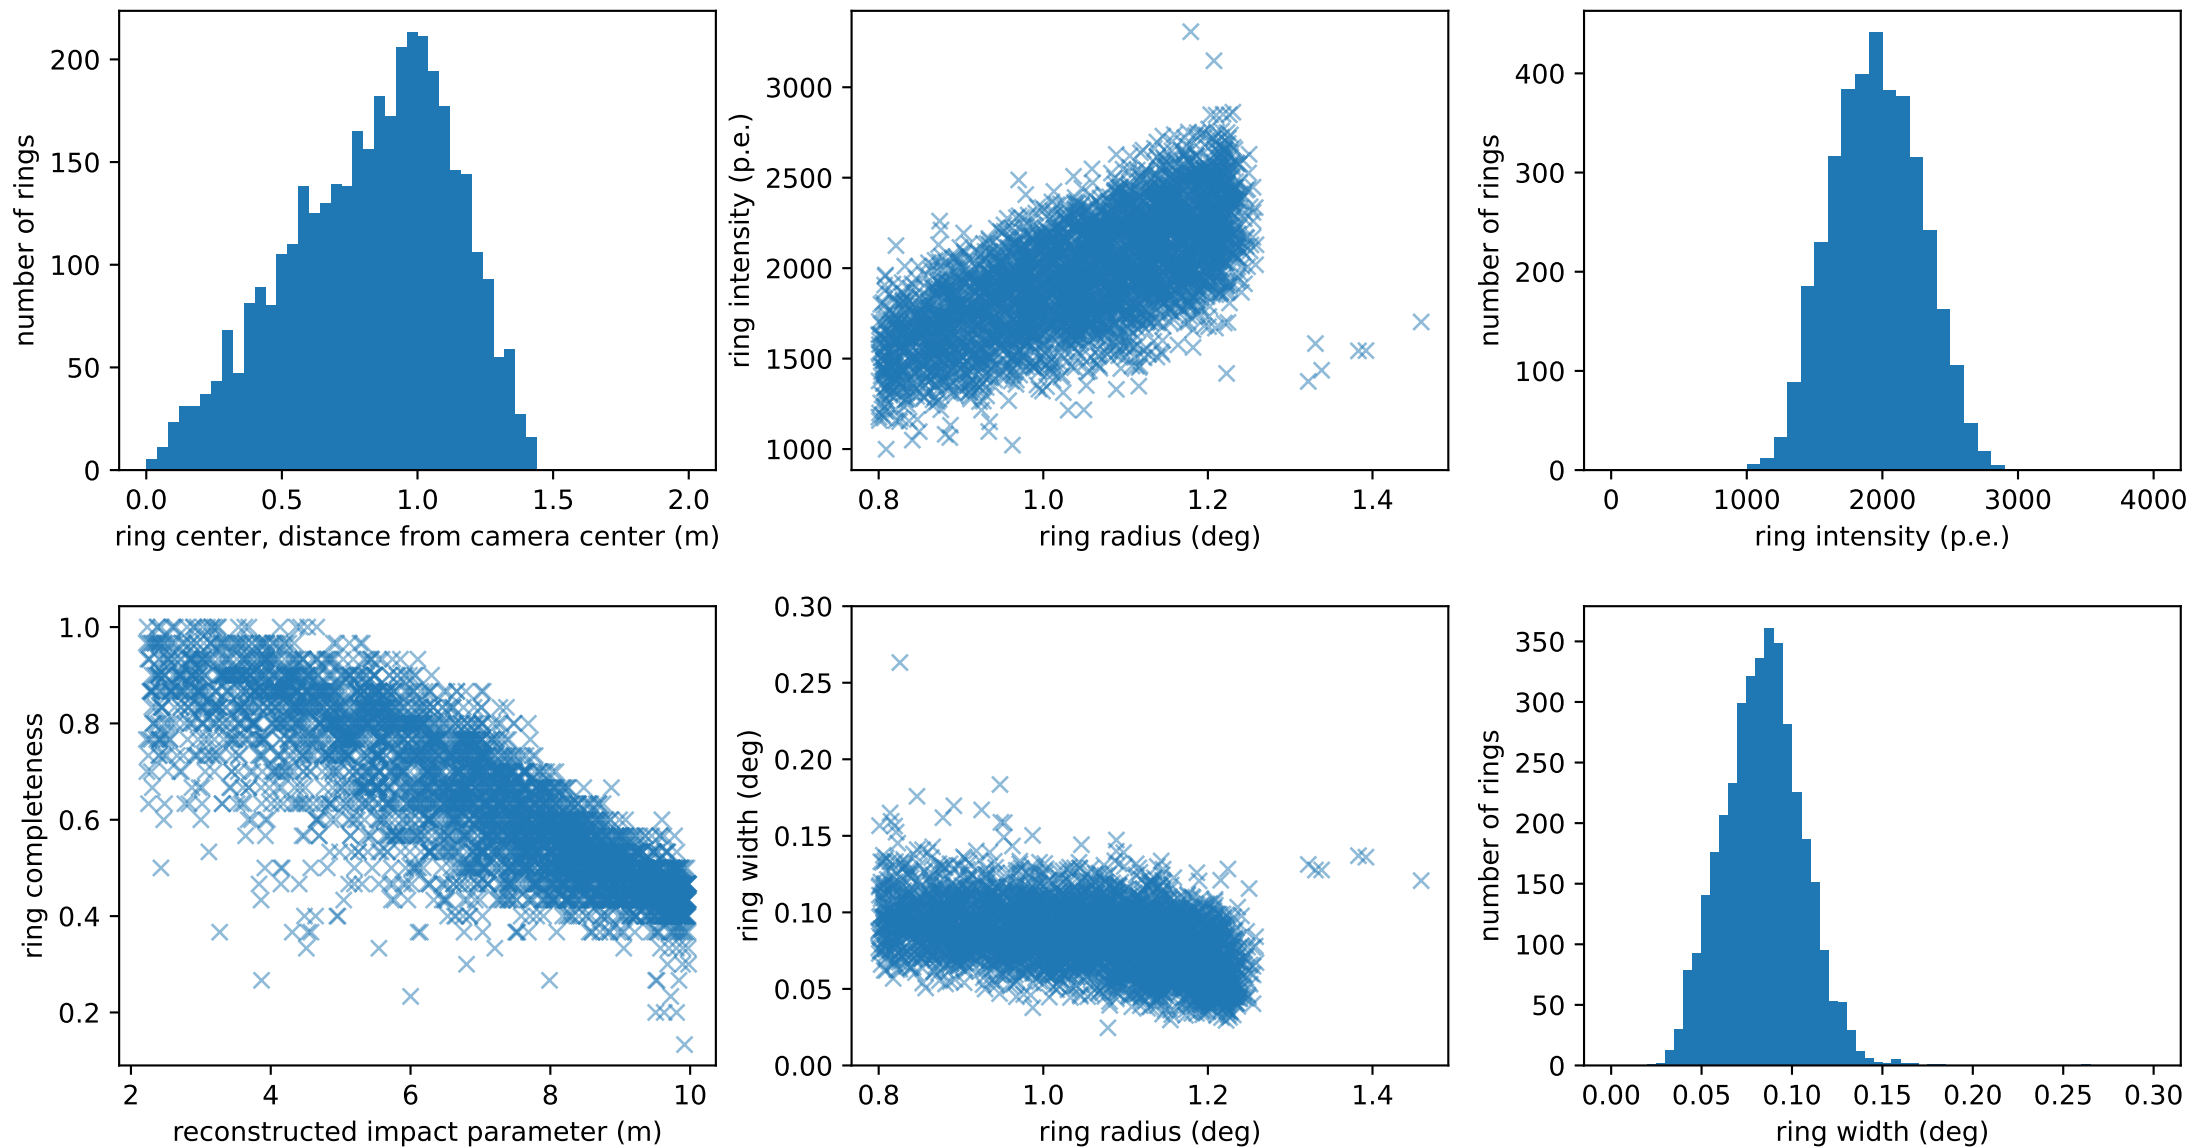 200
150
100
50
0
number of rings
0.0 0.5 1.0 1.5 2.0
ring center, distance from camera center (m)
3000
2500
2000
1500
1000
ring intensity (p.e.)
0.8 1.0 1.2 1.4
ring radius (deg)
400
300
200
100
0
number of rings
0 1000 2000 3000 4000
ring intensity (p.e.)
1.0
0.8
0.6
0.4
0.2
ring completeness
2 4 6 8 10
reconstructed impact parameter (m)
0.30
0.25
0.20
0.15
0.10
0.05
0.00
ring width (deg)
0.8 1.0 1.2 1.4
ring radius (deg)
350
300
250
200
150
100
50
0
number of rings
0.00 0.05 0.10 0.15 0.20 0.25 0.30
ring width (deg)